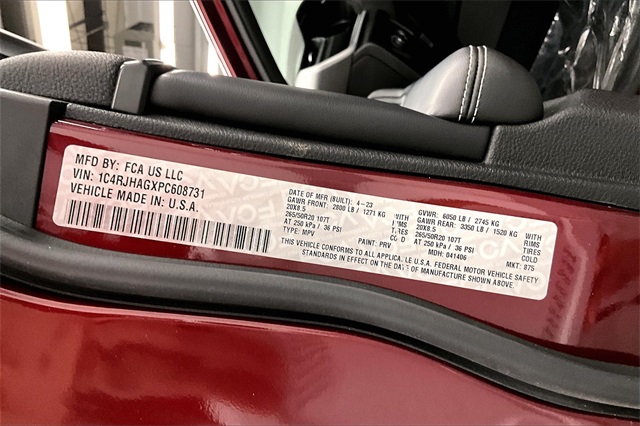 MFD BY: FCA US LLC
VIN: 1C4RJHAGXPC608731
VEHICLE MADE IN: U.S.A.
DATE OF MFR (BUILT): 4-23
GVWR: 6050 LB / 2745 KG
GAWR FRONT: 2800 LB / 1271 KG WITH
GAWR REAR: 3350 LB / 1520 KG WITH
20X8.5
20X8.5 RIMS
265/50R20 107T
265/50R20 107T TIRES
AT 250 kPa / 36 PSI
AT 250 kPa / 36 PSI COLD
TYPE: MPV
PAINT: PRV
MDH: 041406
MKT: 875
THIS VEHICLE CONFORMS TO ALL U.S.A. FEDERAL MOTOR VEHICLE SAFETY
STANDARDS IN EFFECT ON THE DATE OF MANUFACTURE SHOWN ABOVE.